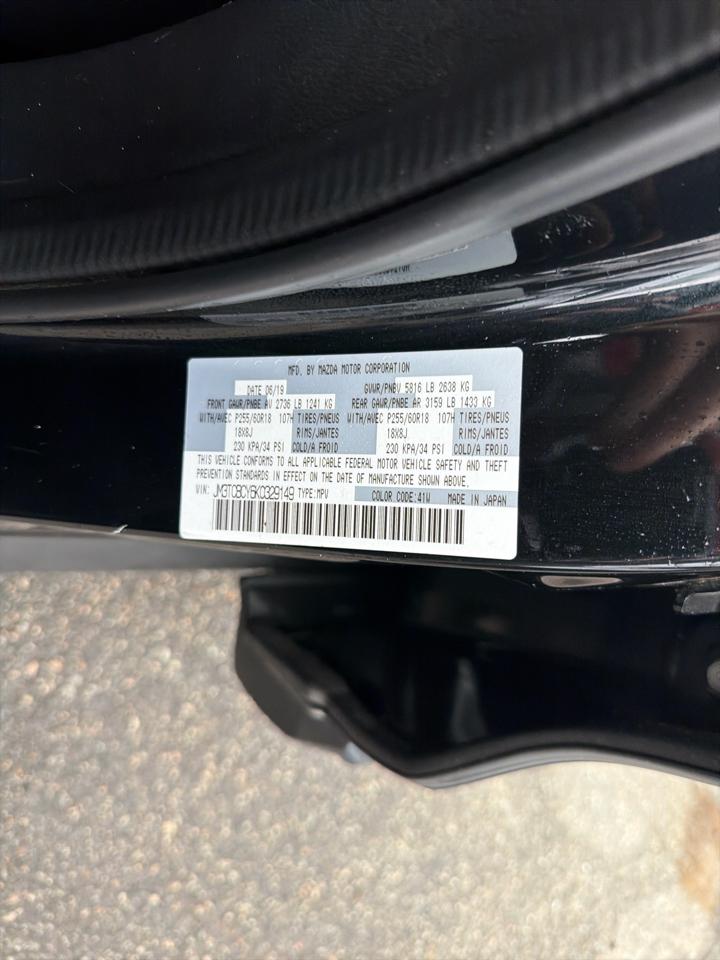 MFD. BY MAZDA MOTOR CORPORATION
DATE 06/19 GVWR/PNBV 5816 LB 2638 KG
FRONT GAWR/PNBE AV 2736 LB 1241 KG REAR GAWR/PNBE AR 3159 LB 1433 KG
WITH/AVEC P255/60R18 107H TIRES/PNEUS WITH/AVEC P255/60R18 107H TIRES/PNEUS
18X8J RIMS/JANTES 18X8J RIMS/JANTES
230 KPA/34 PSI COLD/A FROID 230 KPA/34 PSI COLD/A FROID
THIS VEHICLE CONFORMS TO ALL APPLICABLE FEDERAL MOTOR VEHICLE SAFETY AND THEFT
PREVENTION STANDARDS IN EFFECT ON THE DATE OF MANUFACTURE SHOWN ABOVE.
VIN: JM3TCBCY6K0329149 TYPE:MPV COLOR CODE:41W MADE IN JAPAN